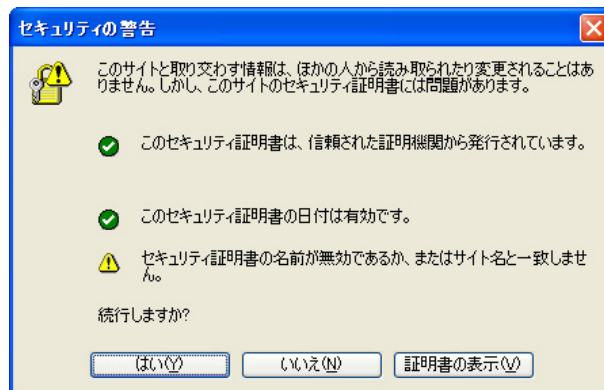 セキュリティの警告
このサイトと取り交わす情報は、ほかの人から読み取られたり変更されることはあ
りません。しかし、このサイトのセキュリティ証明書には問題があります。
このセキュリティ証明書は、信頼された証明機関から発行されています。
このセキュリティ証明書の日付は有効です。
セキュリティ証明書の名前が無効であるか、またはサイト名と一致しませ
ん。
続行しますか?
はい(Y) いいえ(N) 証明書の表示(V)